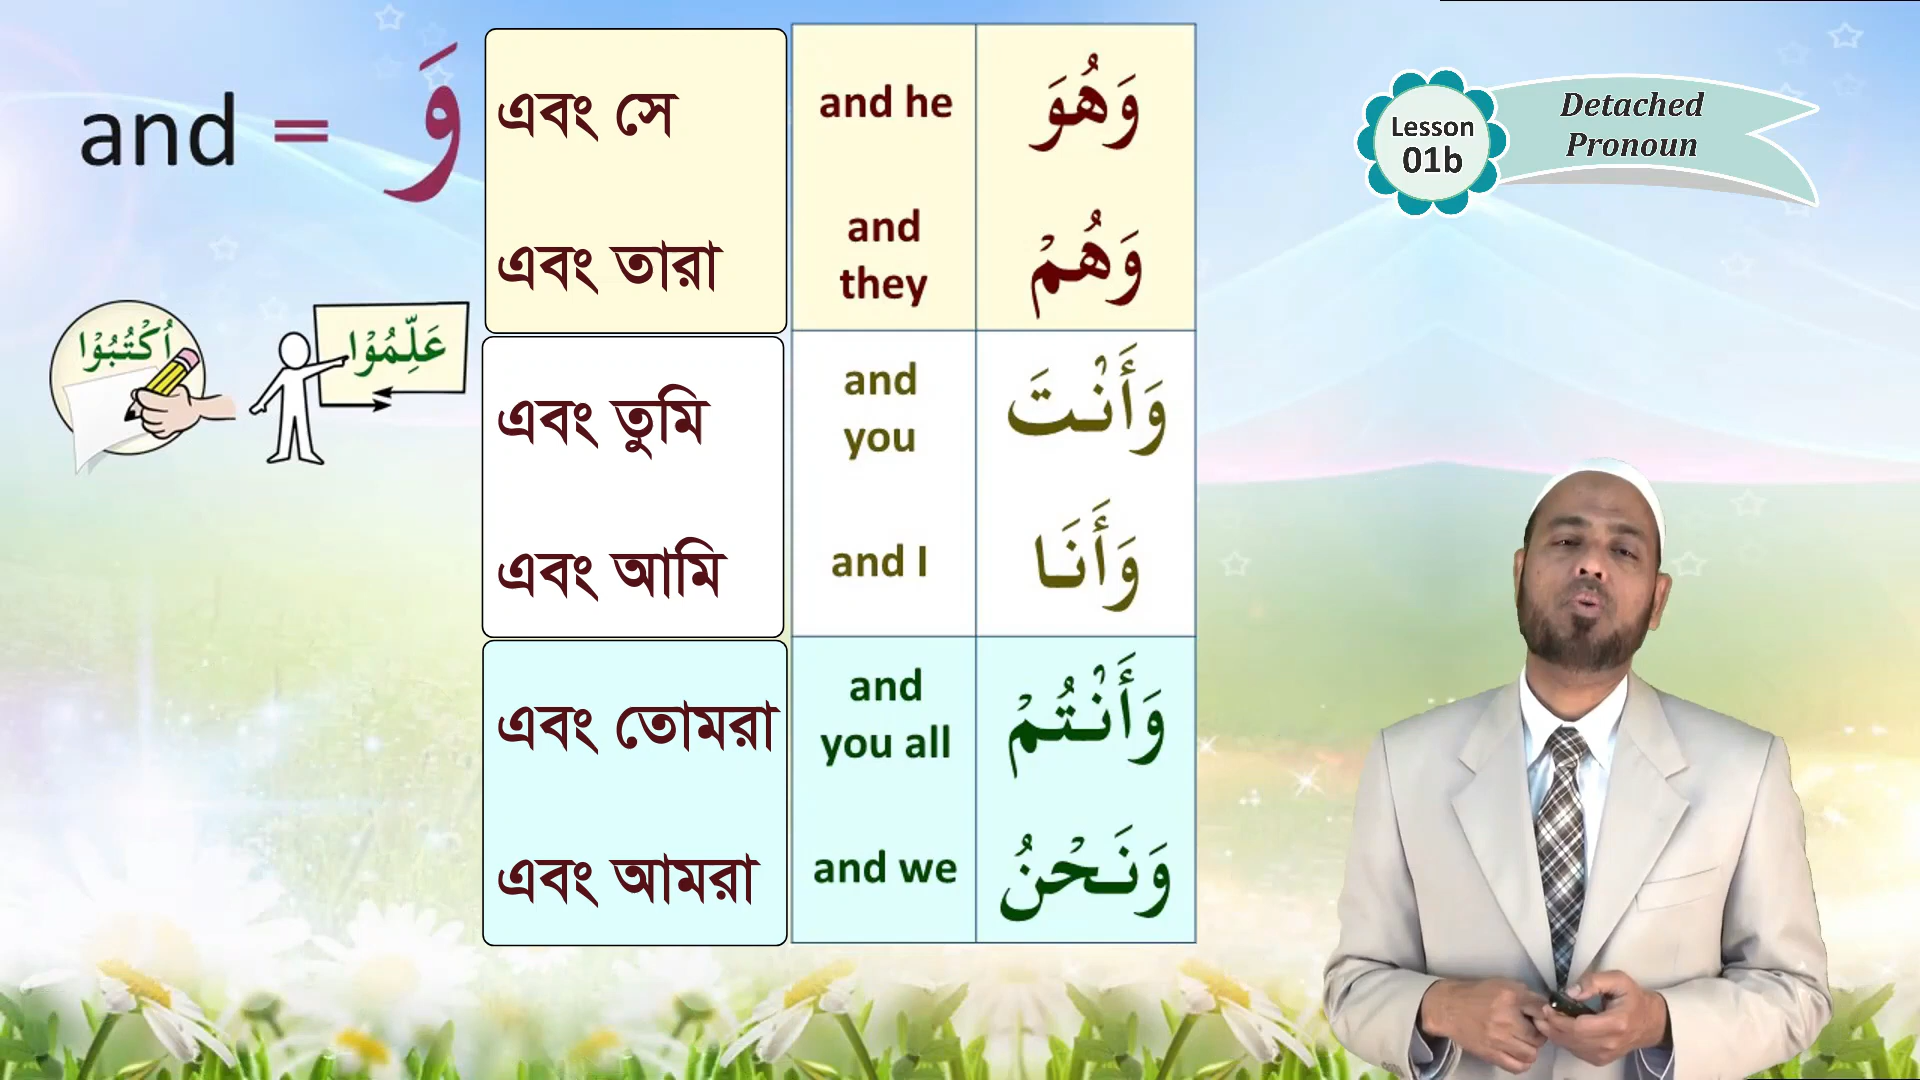 and = وَ
এবং সে
and he
وَهُوَ
এবং তারা
and
they
وَهُمْ
এবং তুমি
and
you
وَأَنْتَ
এবং আমি
and I
وَأَنَا
এবং তোমরা
and
you all
وَأَنْتُمْ
এবং আমরা
and we
وَنَحْنُ
اُكْتُبُوْا
عَلِّمُوْا
Lesson
01b
Detached
Pronoun